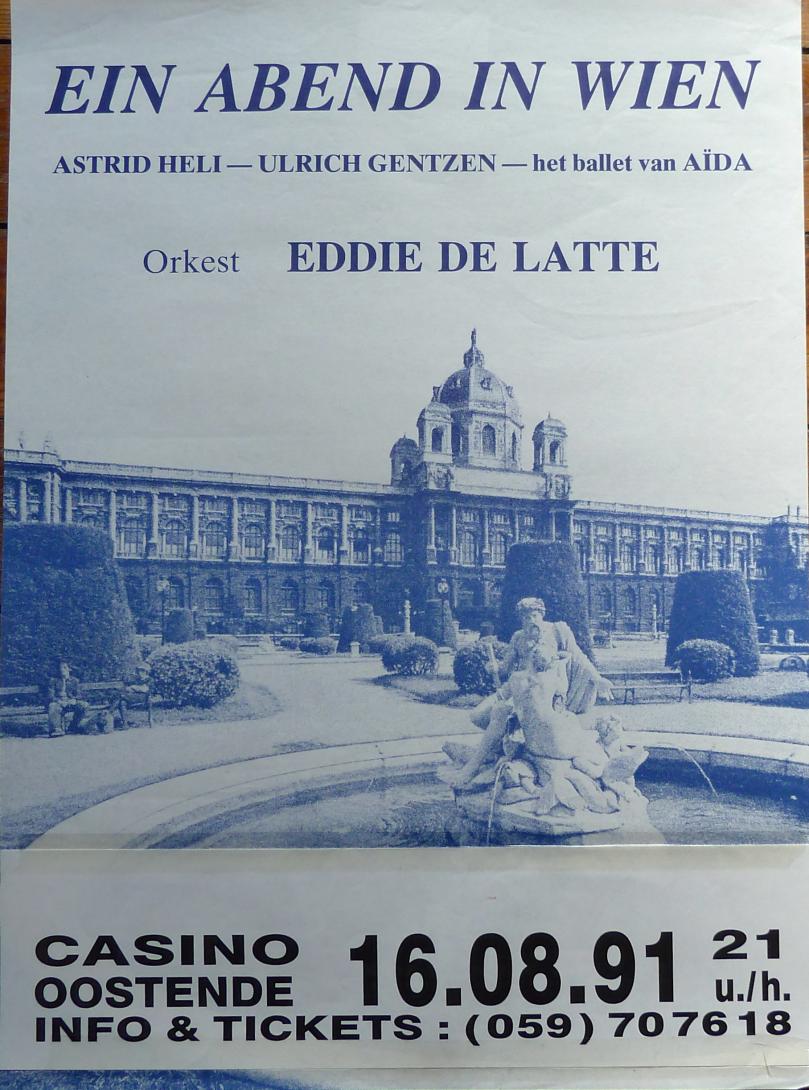 EIN ABEND IN WIEN
ASTRID HELI — ULRICH GENTZEN — het ballet van AÏDA
Orkest EDDIE DE LATTE
CASINO OOSTENDE 16.08.91 21 u./h.
INFO & TICKETS : (059) 707618